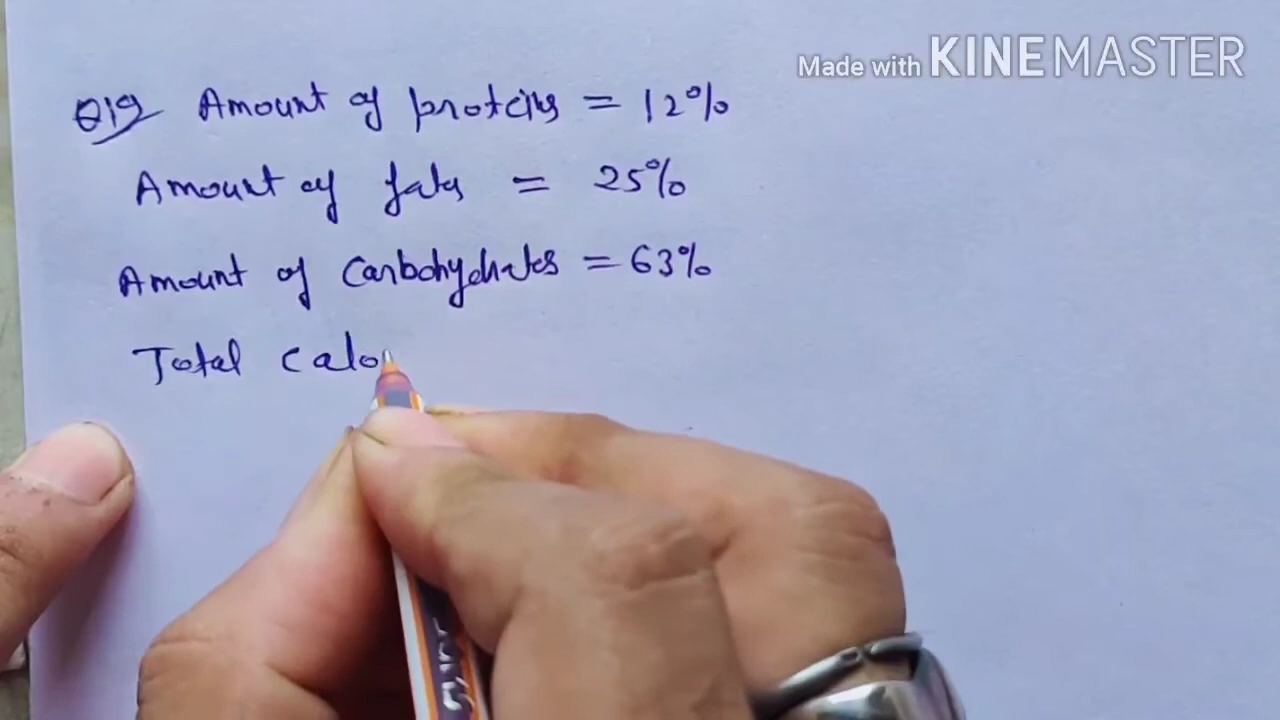 Made with KINEMASTER
Q19 Amount of proteins = 12%
Amount of fats = 25%
Amount of Carbohydrates = 63%
Total Calo